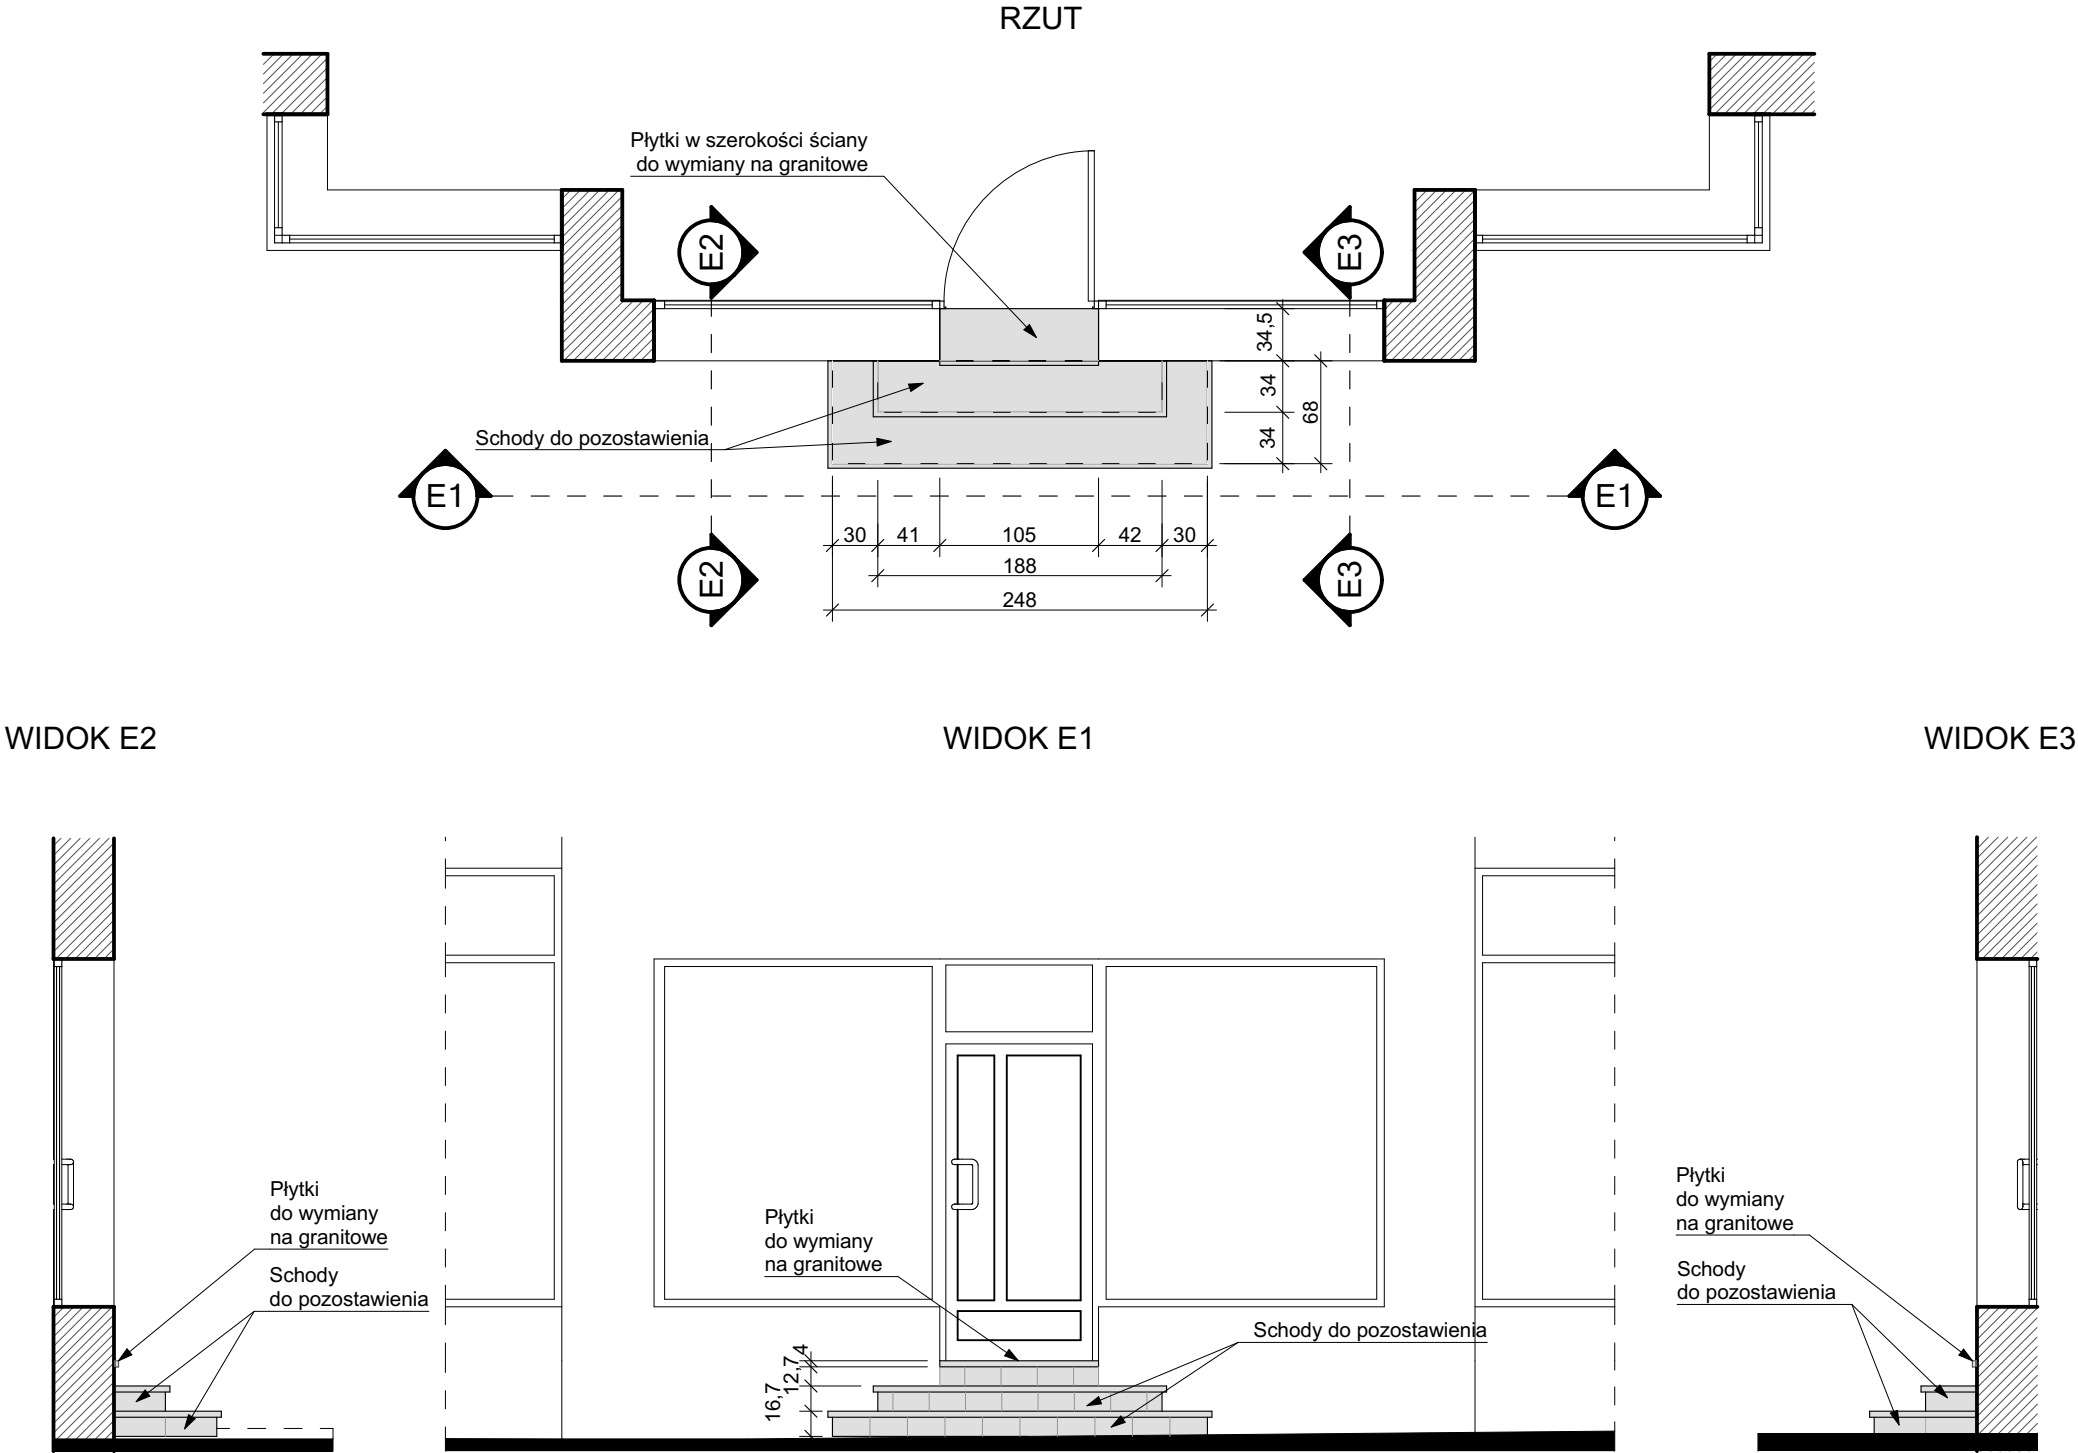 RZUT
Płytki w szerokości ściany
do wymiany na granitowe
E2
E3
34,5
34
68
34
Schody do pozostawienia
E1
E1
30
41
105
42
30
188
248
E2
E3
WIDOK E2
WIDOK E1
WIDOK E3
Płytki
do wymiany
na granitowe
Schody
do pozostawienia
Płytki
do wymiany
na granitowe
Schody do pozostawienia
4
12,7
16,7
Płytki
do wymiany
na granitowe
Schody
do pozostawienia